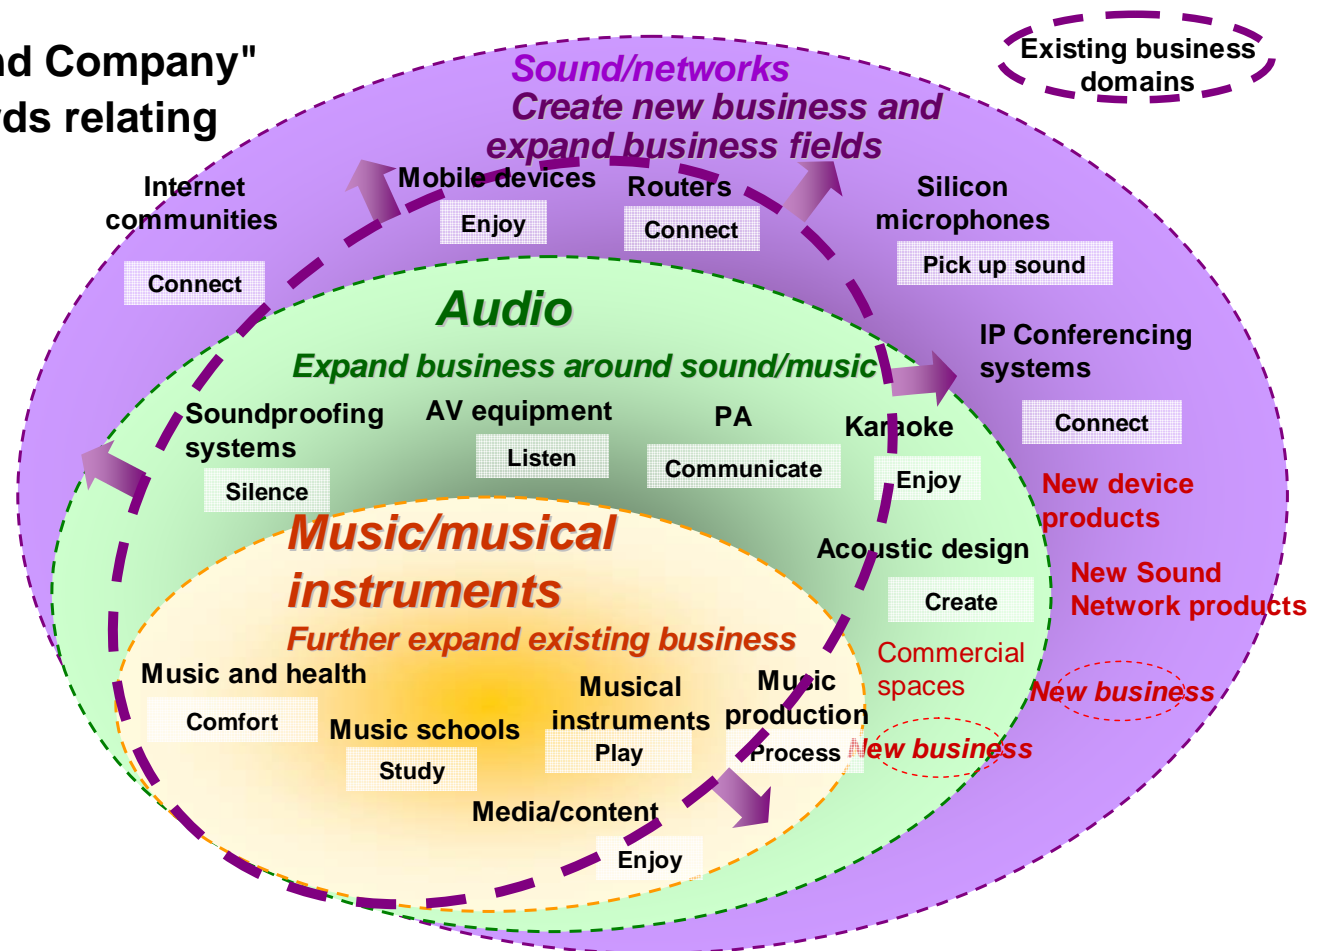 nd Company"
ds relating
Existing business
domains
Sound/networks
Create new business and
expand business fields
Internet
communities
Connect
Mobile devices
Enjoy
Routers
Connect
Silicon
microphones
Pick up sound
IP Conferencing
systems
Connect
Audio
Expand business around sound/music
Soundproofing
systems
Silence
AV equipment
Listen
PA
Communicate
Karaoke
Enjoy
New device
products
Acoustic design
Create
New Sound
Network products
Music/musical
instruments
Further expand existing business
Commercial
spaces
New business
New business
Music and health
Comfort
Music schools
Study
Musical
instruments
Play
Music
production
Process
Media/content
Enjoy